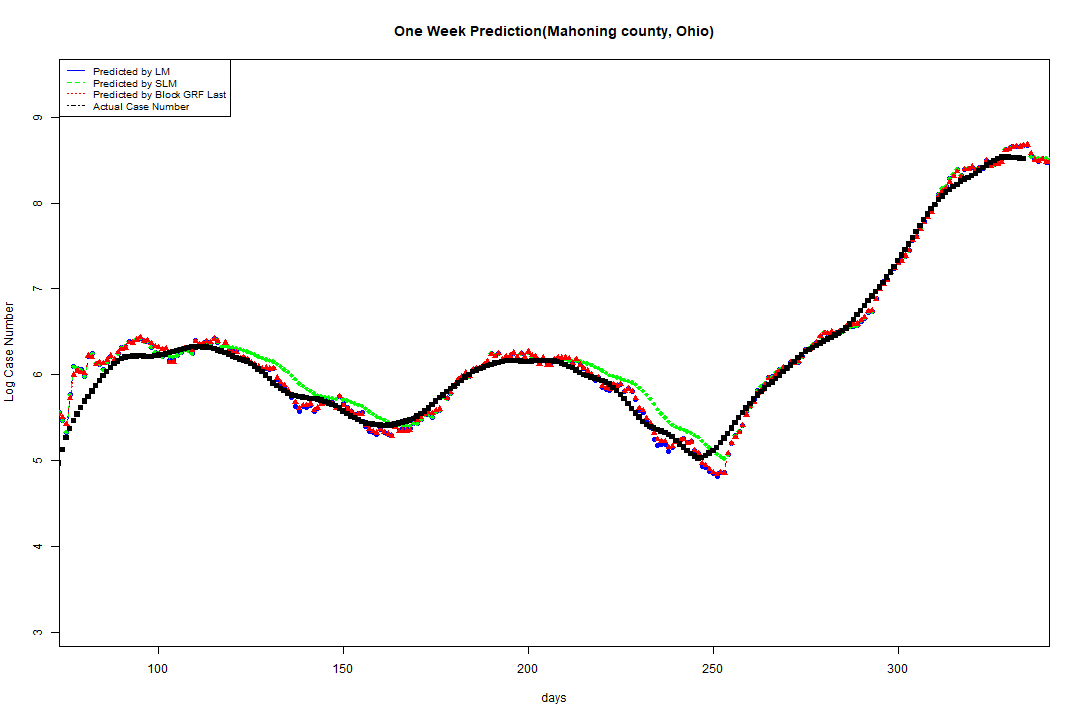 One Week Prediction(Mahoning county, Ohio)
Predicted by LM
Predicted by SLM
Predicted by Block GRF Last
Actual Case Number
Log Case Number
9
8
7
6
5
4
3
100 150 200 250 300
days